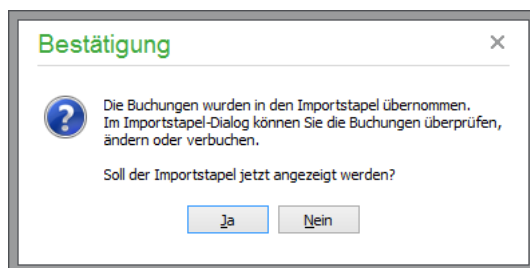 Bestätigung
Die Buchungen wurden in den Importstapel übernommen.
Im Importstapel-Dialog können Sie die Buchungen überprüfen,
ändern oder verbuchen.
Soll der Importstapel jetzt angezeigt werden?
Ja
Nein